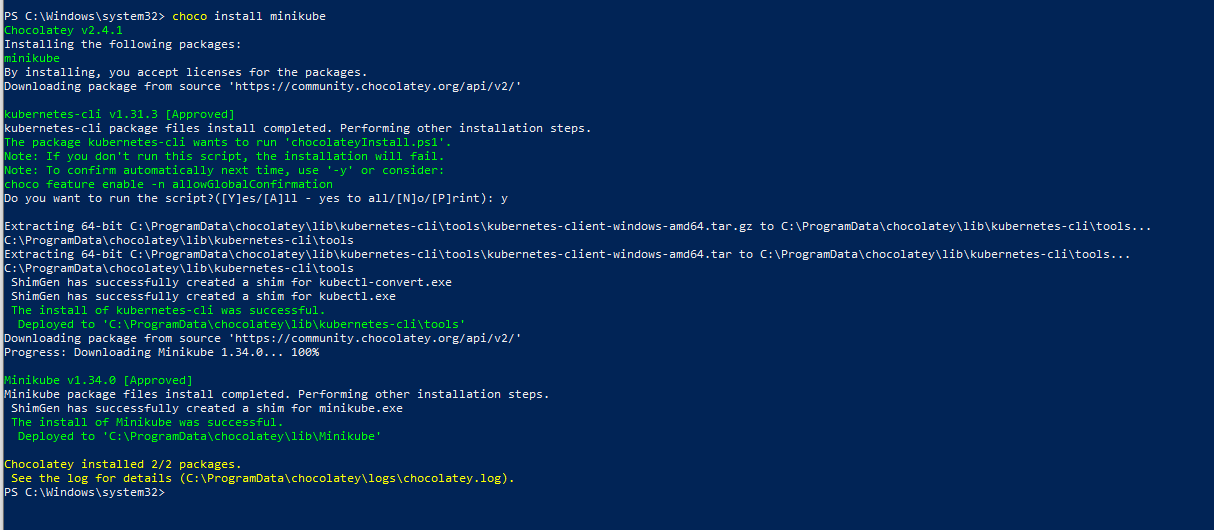 PS C:\Windows\system32> choco install minikube
Chocolatey v2.4.1
Installing the following packages:
minikube
By installing, you accept licenses for the packages.
Downloading package from source 'https://community.chocolatey.org/api/v2/'
kubernetes-cli v1.31.3 [Approved]
kubernetes-cli package files install completed. Performing other installation steps.
The package kubernetes-cli wants to run 'chocolateyInstall.ps1'.
Note: If you don't run this script, the installation will fail.
Note: To confirm automatically next time, use '-y' or consider:
choco feature enable -n allowGlobalConfirmation
Do you want to run the script?([Y]es/[A]ll - yes to all/[N]o/[P]rint): y
Extracting 64-bit C:\ProgramData\chocolatey\lib\kubernetes-cli\tools\kubernetes-client-windows-amd64.tar.gz to C:\ProgramData\chocolatey\lib\kubernetes-cli\tools...
C:\ProgramData\chocolatey\lib\kubernetes-cli\tools
Extracting 64-bit C:\ProgramData\chocolatey\lib\kubernetes-cli\tools\kubernetes-client-windows-amd64.tar to C:\ProgramData\chocolatey\lib\kubernetes-cli\tools...
C:\ProgramData\chocolatey\lib\kubernetes-cli\tools
 ShimGen has successfully created a shim for kubectl-convert.exe
 ShimGen has successfully created a shim for kubectl.exe
 The install of kubernetes-cli was successful.
  Deployed to 'C:\ProgramData\chocolatey\lib\kubernetes-cli\tools'
Downloading package from source 'https://community.chocolatey.org/api/v2/'
Progress: Downloading Minikube 1.34.0... 100%
Minikube v1.34.0 [Approved]
Minikube package files install completed. Performing other installation steps.
 ShimGen has successfully created a shim for minikube.exe
 The install of Minikube was successful.
  Deployed to 'C:\ProgramData\chocolatey\lib\Minikube'
Chocolatey installed 2/2 packages.
 See the log for details (C:\ProgramData\chocolatey\logs\chocolatey.log).
PS C:\Windows\system32>